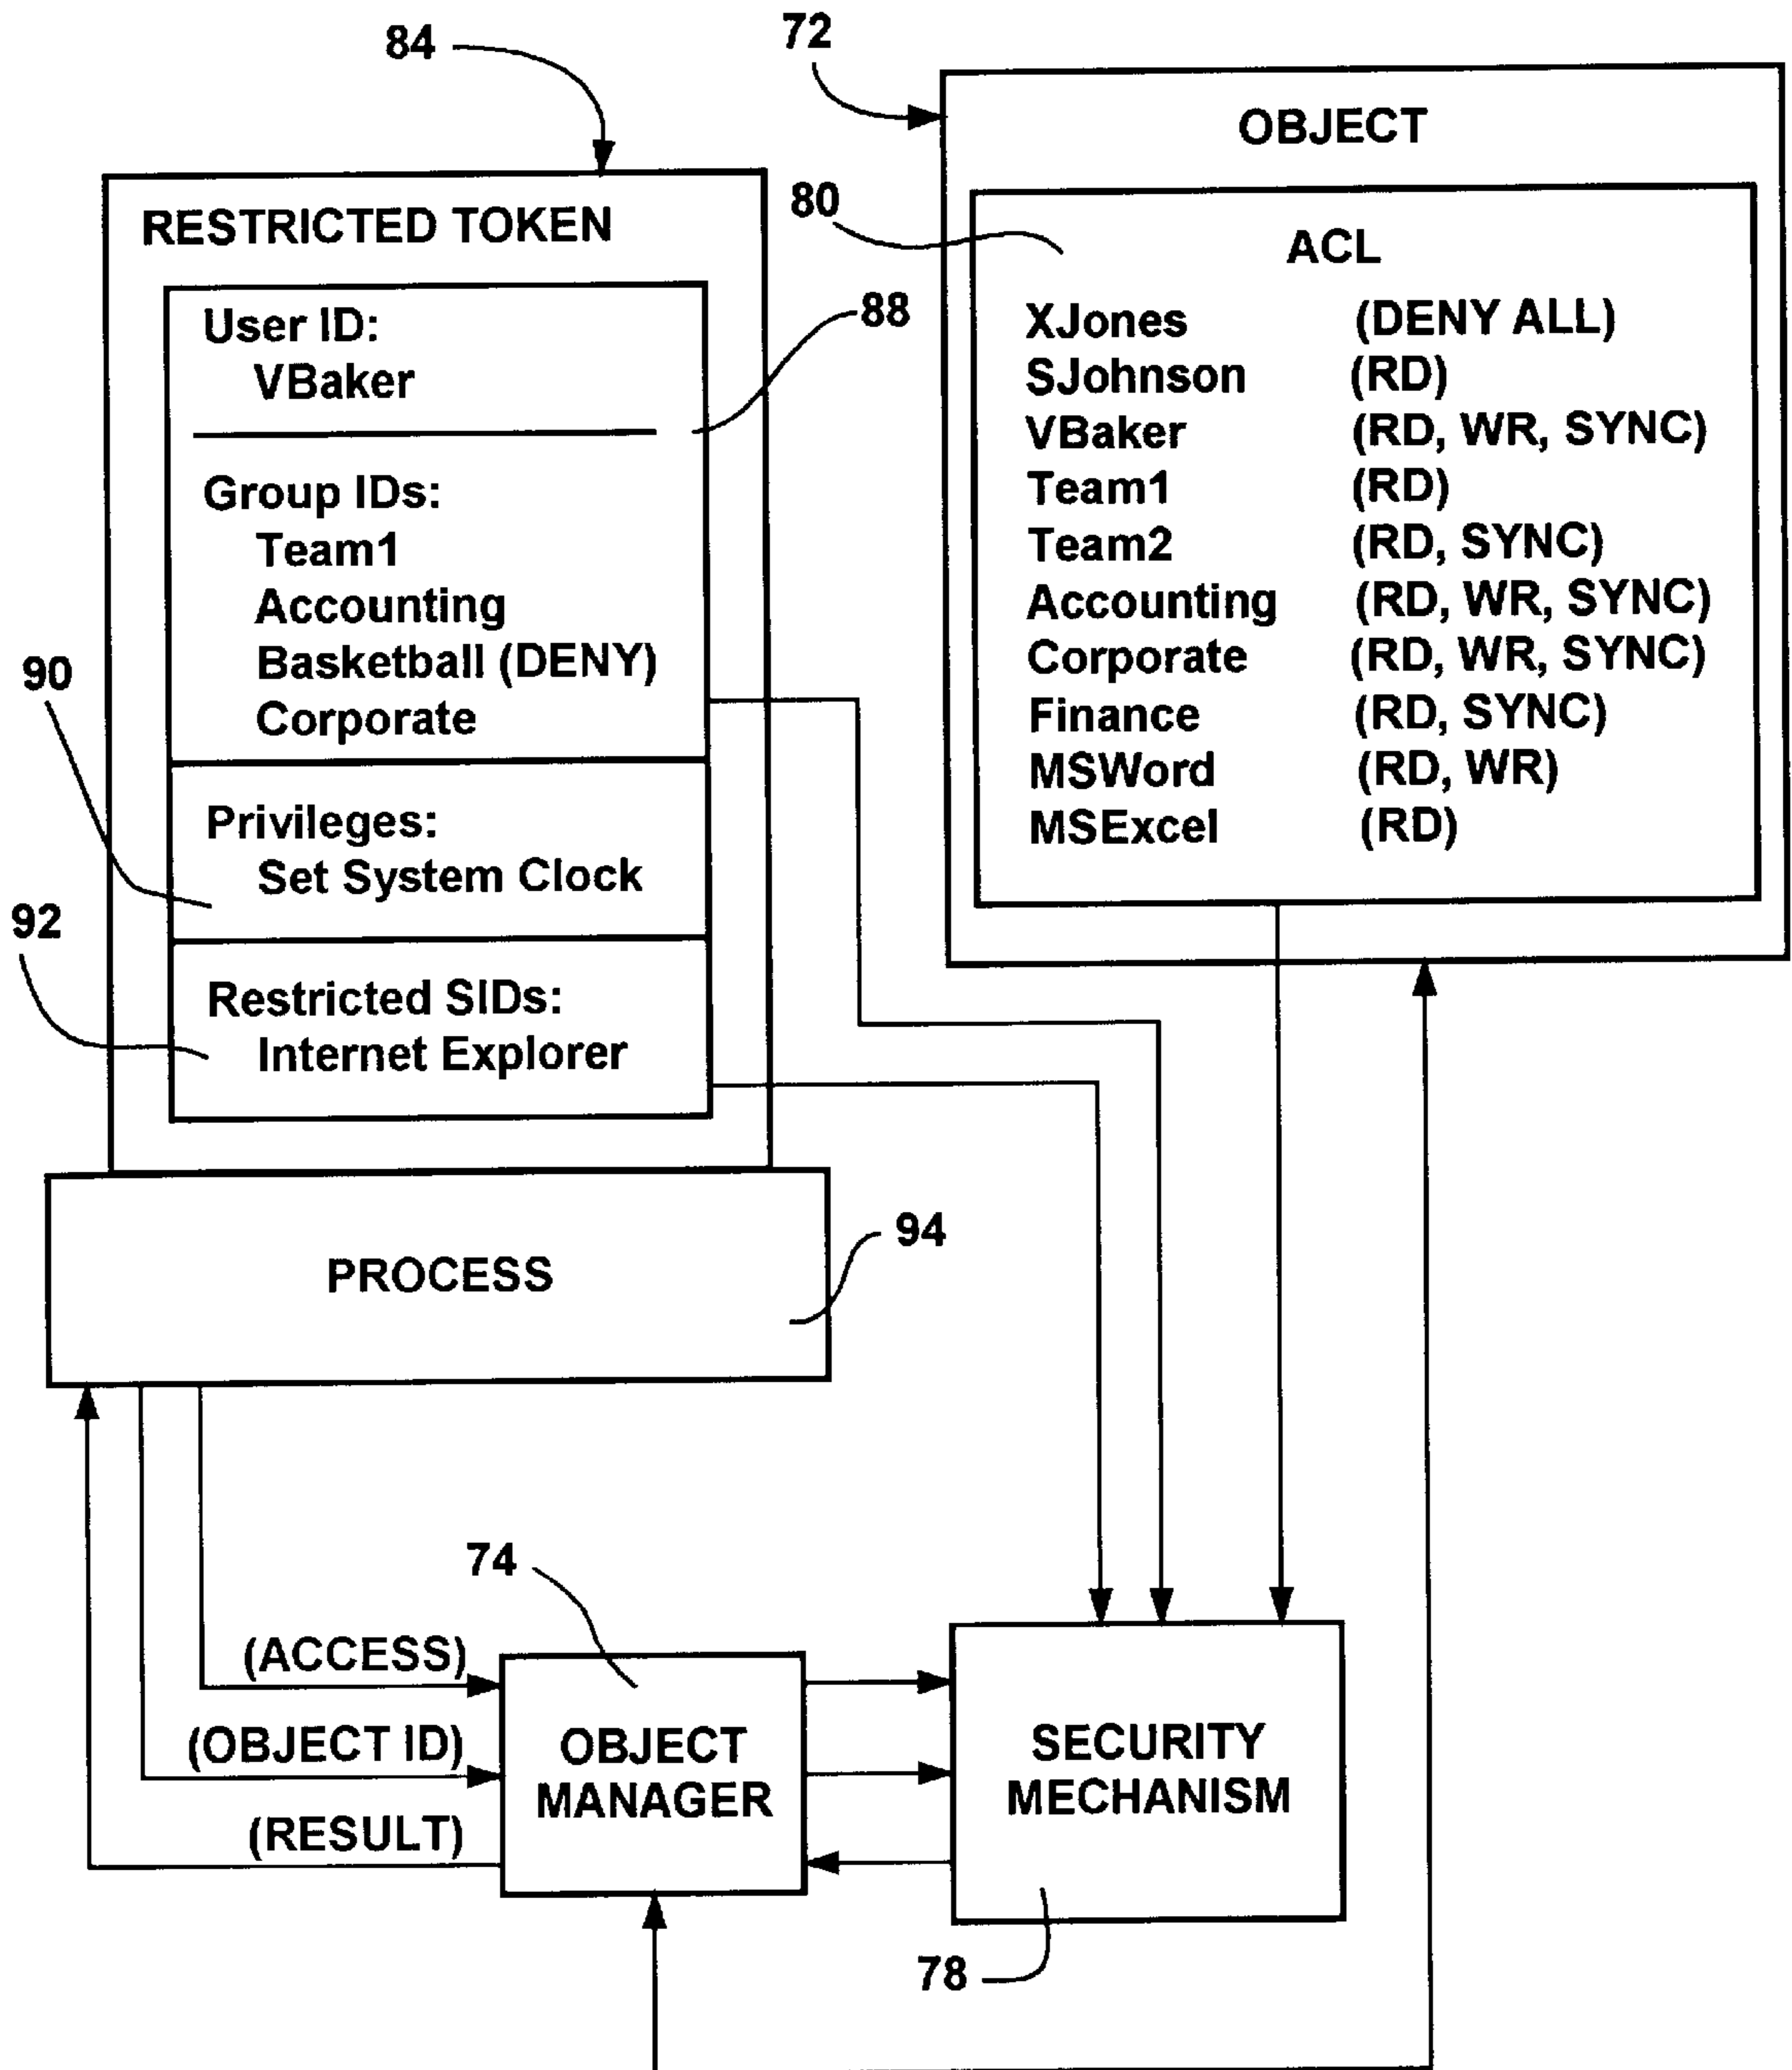 84
72
OBJECT
RESTRICTED TOKEN
80
ACL
User ID:
VBaker
88
Group IDs:
Team1
Accounting
Basketball (DENY)
Corporate
90
Privileges:
Set System Clock
92
Restricted SIDs:
Internet Explorer
XJones (DENY ALL)
SJohnson (RD)
VBaker (RD, WR, SYNC)
Team1 (RD)
Team2 (RD, SYNC)
Accounting (RD, WR, SYNC)
Corporate (RD, WR, SYNC)
Finance (RD, SYNC)
MSWord (RD, WR)
MSExcel (RD)
PROCESS
94
74
(ACCESS)
(OBJECT ID)
(RESULT)
OBJECT
MANAGER
SECURITY
MECHANISM
78